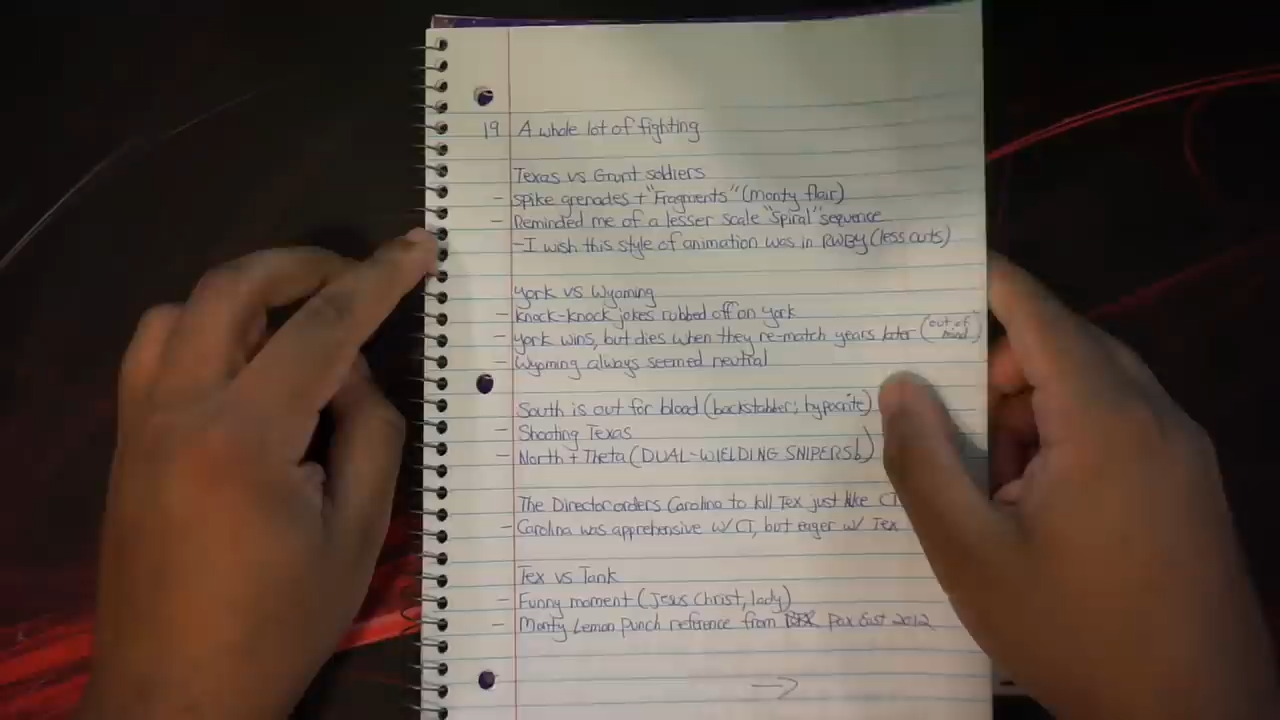 19 A whole lot of fighting
Texas vs Grunt soldiers
- Spike grenades + "Fragments" (monty flair)
- Reminded me of a lesser scale "Spiral" sequence
- I wish this style of animation was in RWBY (less cuts)
York vs Wyoming
- knock-knock jokes rubbed off on York
- York wins, but dies when they re-match years later (out of mind)
- Wyoming always seemed neutral
South is out for blood (backstabber; hypocrite)
- Shooting Texas
- North + Theta (DUAL-WIELDING SNIPERS)
The Director orders Carolina to kill Tex just like CT
- Carolina was apprehensive w/ CT, but eager w/ Tex
Tex vs Tank
- Funny moment (Jesus Christ, lady)
- Monty Lemon Punch reference from Pax East 2012
→